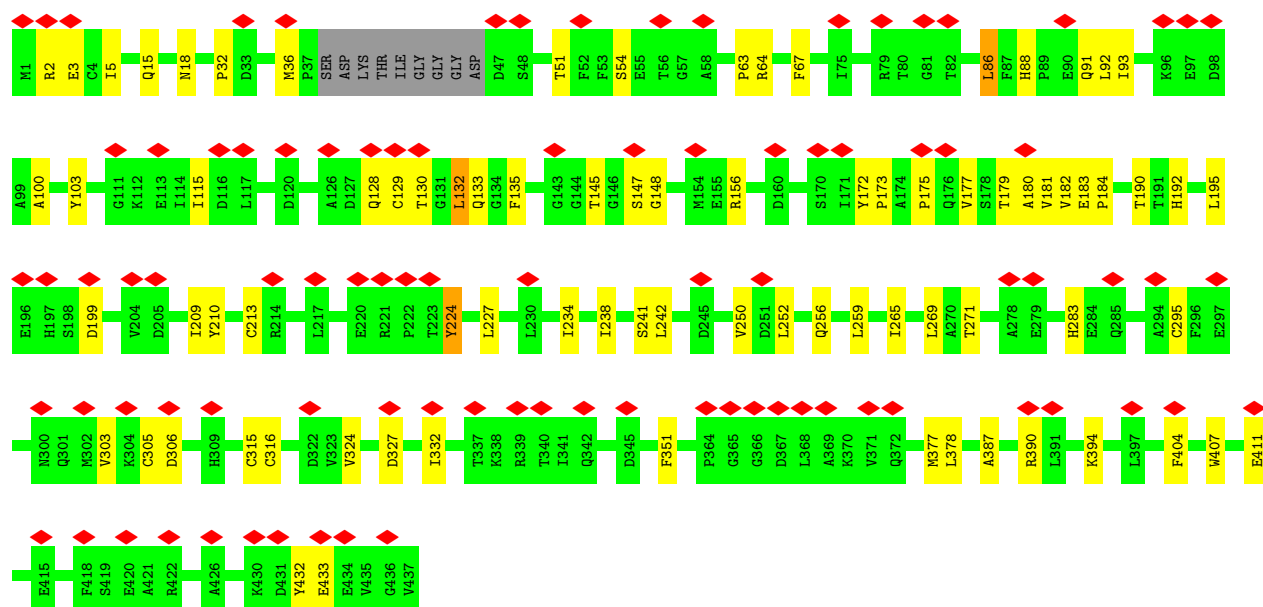 M1 R2 E3 C4 I5 Q15 N18 P32 D33 M36 P37 SER ASP LYS THR ILE GLY GLY GLY ASP D47 S48 T51 F52 F53 S54 E55 T56 G57 A58 P63 R64 F67 I75 R79 T80 G81 T82 L86 F87 H88 P89 E90 Q91 L92 I93 K96 E97 D98
A99 A100 Y103 G111 K112 E113 I114 I115 D116 L117 D120 A126 D127 Q128 C129 T130 G131 L132 Q133 G134 F135 G143 G144 T145 G146 S147 G148 M154 E155 R156 D160 S170 I171 Y172 P173 A174 P175 Q176 V177 S178 T179 A180 V181 V182 E183 P184 T190 T191 H192 L195
E196 H197 S198 D199 V204 D205 I209 Y210 C213 R214 L217 E220 R221 P222 T223 Y224 L227 L230 I234 I238 S241 L242 D245 V250 D251 L252 Q256 L259 I265 L269 A270 T271 A278 E279 H283 E284 Q285 A294 C295 F296 E297
N300 Q301 M302 V303 K304 C305 D306 H309 C315 C316 D322 V323 V324 D327 I332 T337 K338 R339 T340 I341 Q342 D345 F351 P364 G365 G366 D367 L368 A369 K370 V371 Q372 M377 L378 A387 R390 L391 K394 L397 F404 W407 E411
E415 F418 S419 E420 A421 R422 A426 K430 D431 Y432 E433 E434 V435 G436 V437